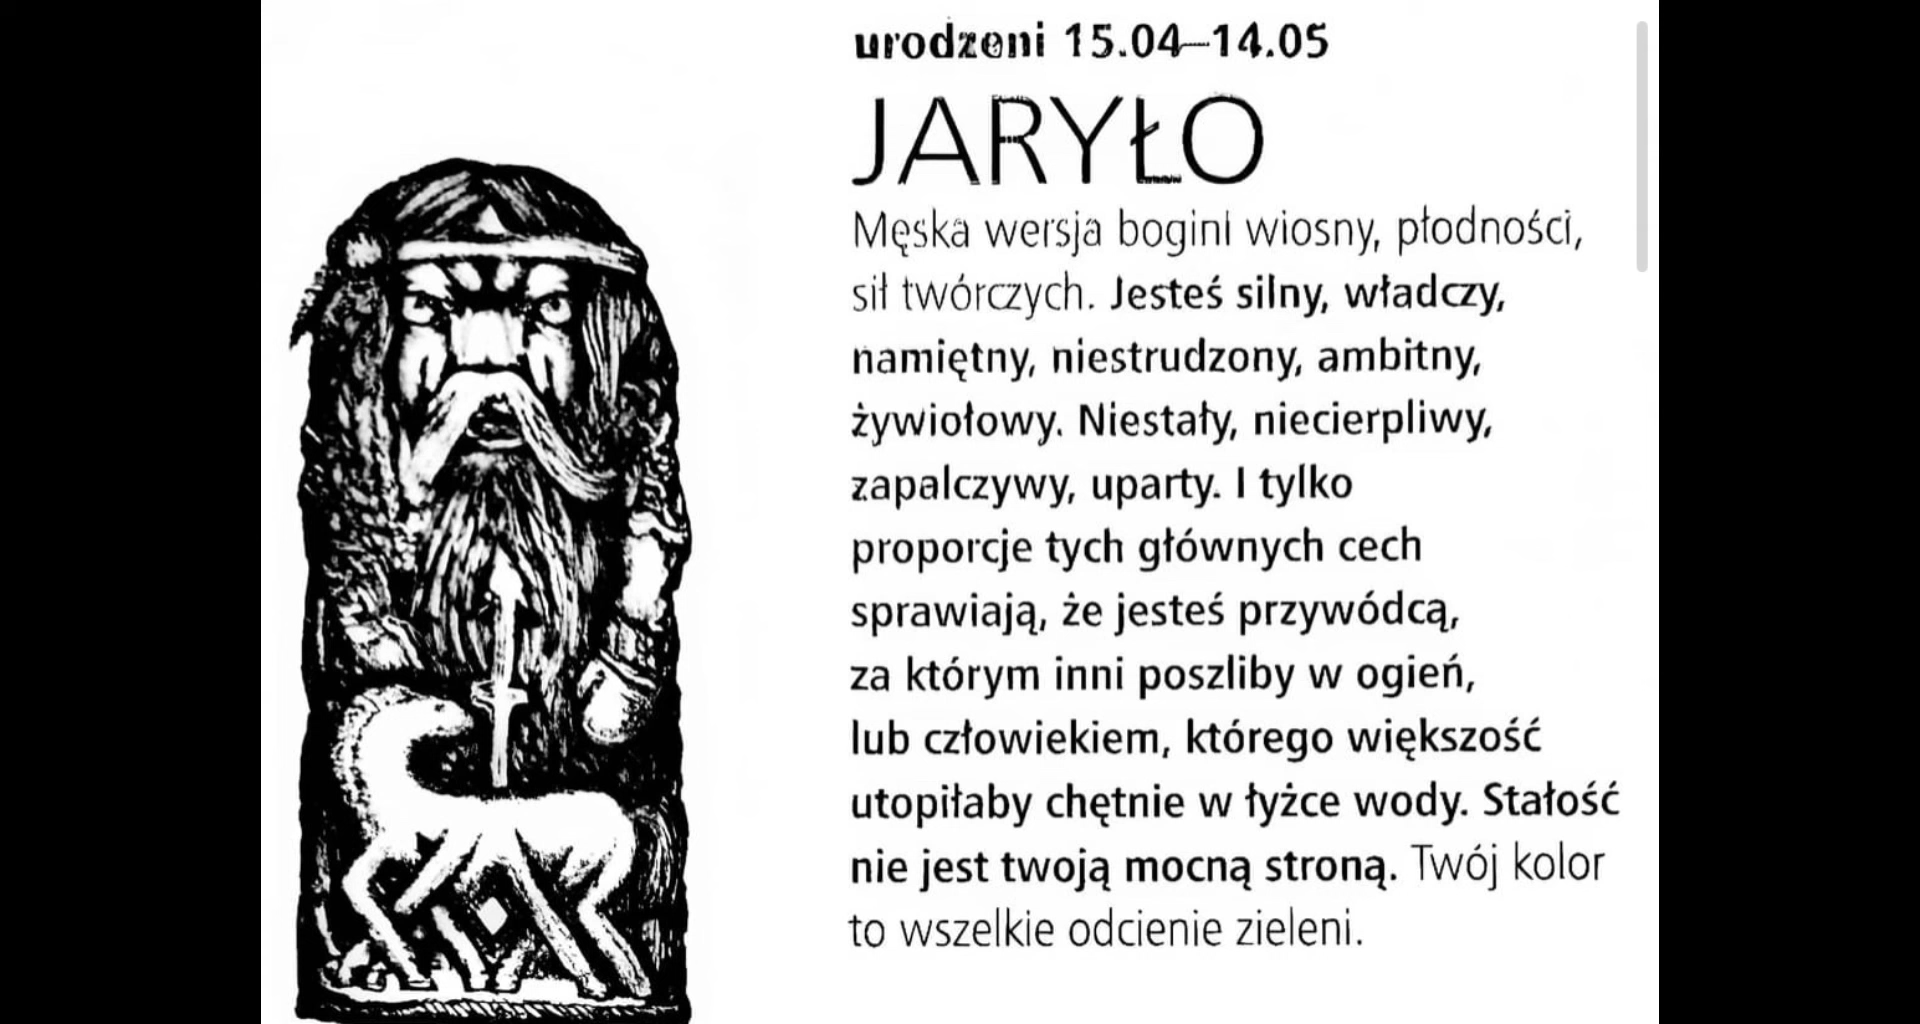 urodzeni 15.04–14.05
JARYŁO
Męska wersja bogini wiosny, płodności,
sił twórczych. Jesteś silny, władczy,
namiętny, niestrudzony, ambitny,
żywiołowy. Niestały, niecierpliwy,
zapalczywy, uparty. I tylko
proporcje tych głównych cech
sprawiają, że jesteś przywódcą,
za którym inni poszliby w ogień,
lub człowiekiem, którego większość
utopiłaby chętnie w łyżce wody. Stałość
nie jest twoją mocną stroną. Twój kolor
to wszelkie odcienie zieleni.